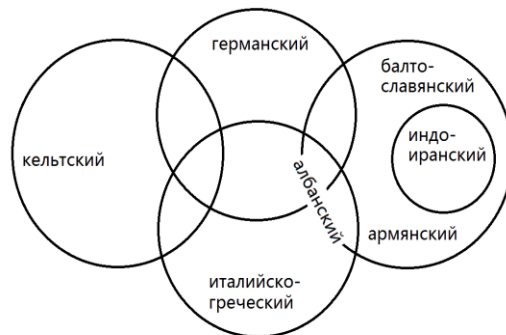 германский
балто-
славянский
индо-
иранский
кельтский
албанский
армянский
италийско-
греческий